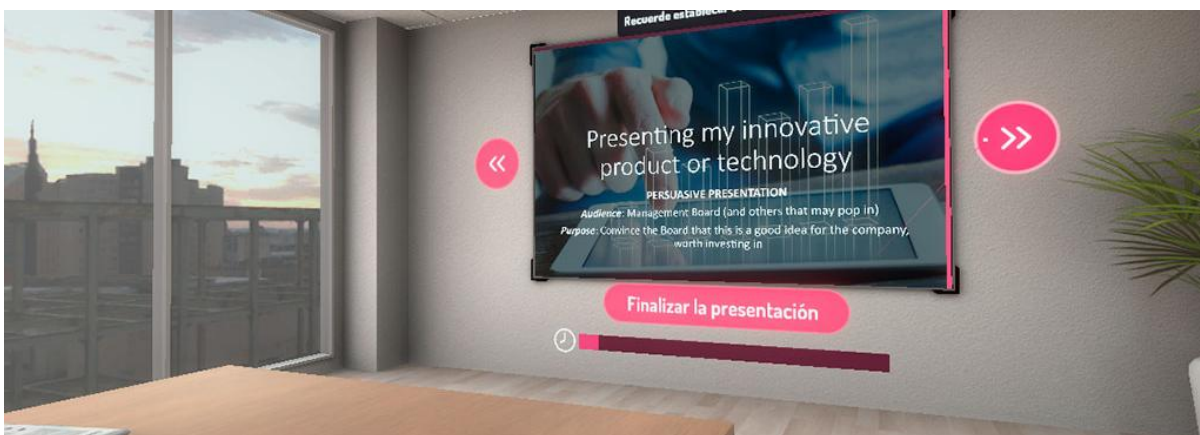 Recuerde establecer
Presenting my innovative
product or technology
PERSUASIVE PRESENTATION
Audience: Management Board (and others that may pop in)
Purpose: Convince the Board that this is a good idea for the company,
worth investing in
Finalizar la presentación